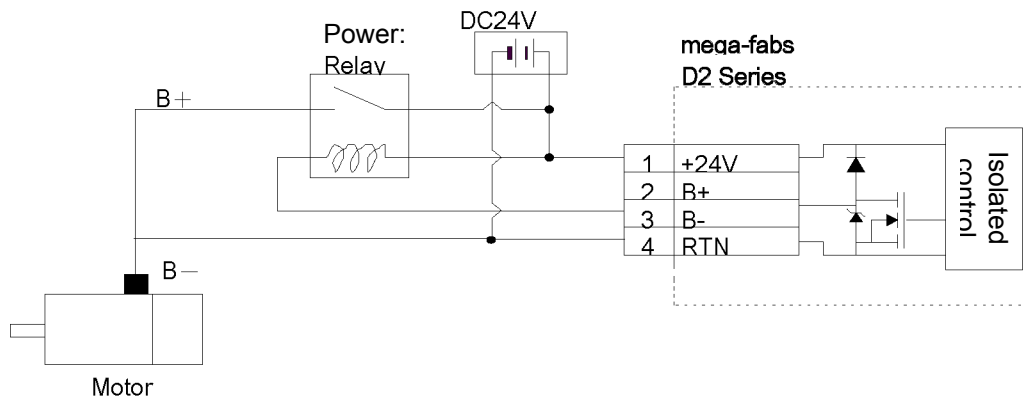 DC24V
Power:
Relay
mega-fabs
D2 Series
B+
1 +24V
2 B+
3 B-
4 RTN
Isolated
control
B−
Motor